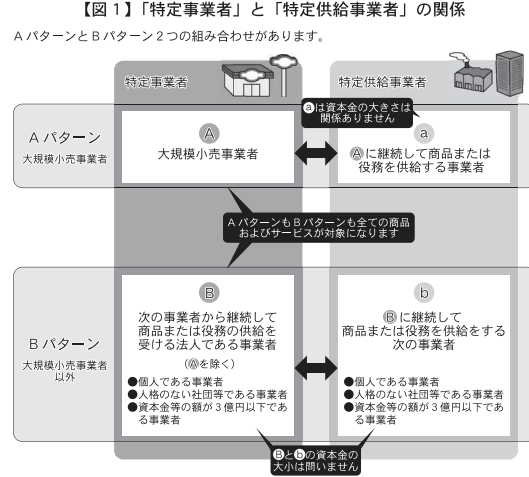 【図1】「特定事業者」と「特定供給事業者」の関係
AパターンとBパターン2つの組み合わせがあります。
特定事業者
特定供給事業者
ⓐは資本金の大きさは
関係ありません
Aパターン
大規模小売事業者
Ⓐ
大規模小売事業者
ⓐ
Ⓐに継続して商品または
役務を供給する事業者
AパターンもBパターンも全ての商品
およびサービスが対象になります
Bパターン
大規模小売事業者
以外
Ⓑ
次の事業者から継続して
商品または役務の供給を
受ける法人である事業者
(Ⓐを除く)
●個人である事業者
●人格のない社団等である事業者
●資本金等の額が3億円以下であ
る事業者
ⓑ
Ⓑに継続して
商品または役務を供給をする
次の事業者
●個人である事業者
●人格のない社団等である事業者
●資本金等の額が3億円以下であ
る事業者
Ⓑとⓑの資本金の
大小は問いません